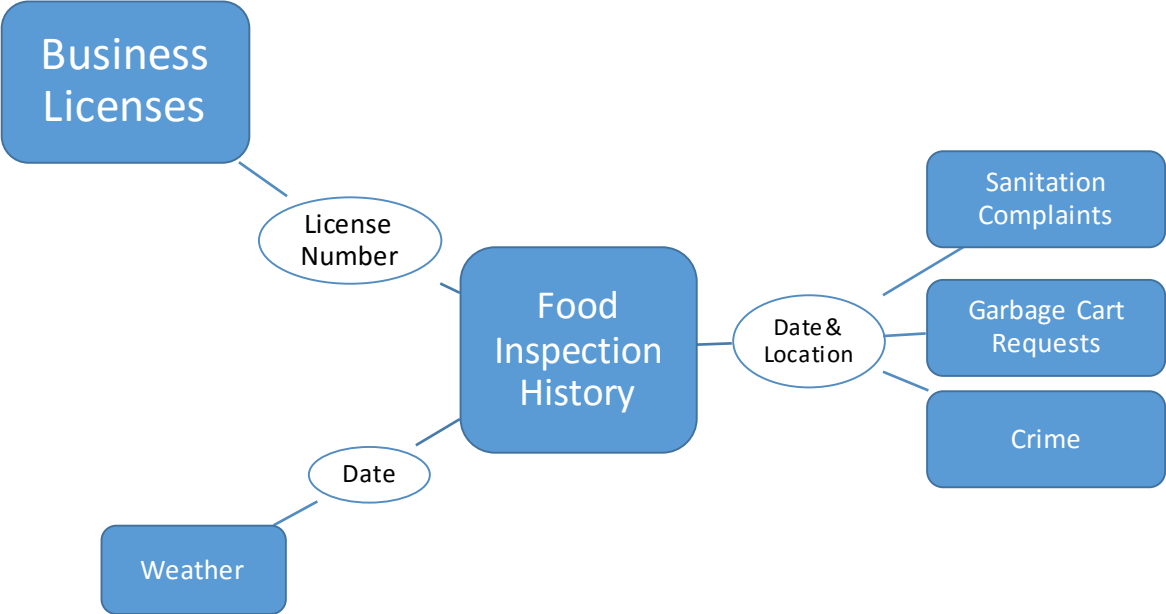 Business
Licenses
License
Number
Food
Inspection
History
Date
Weather
Date &
Location
Sanitation
Complaints
Garbage Cart
Requests
Crime